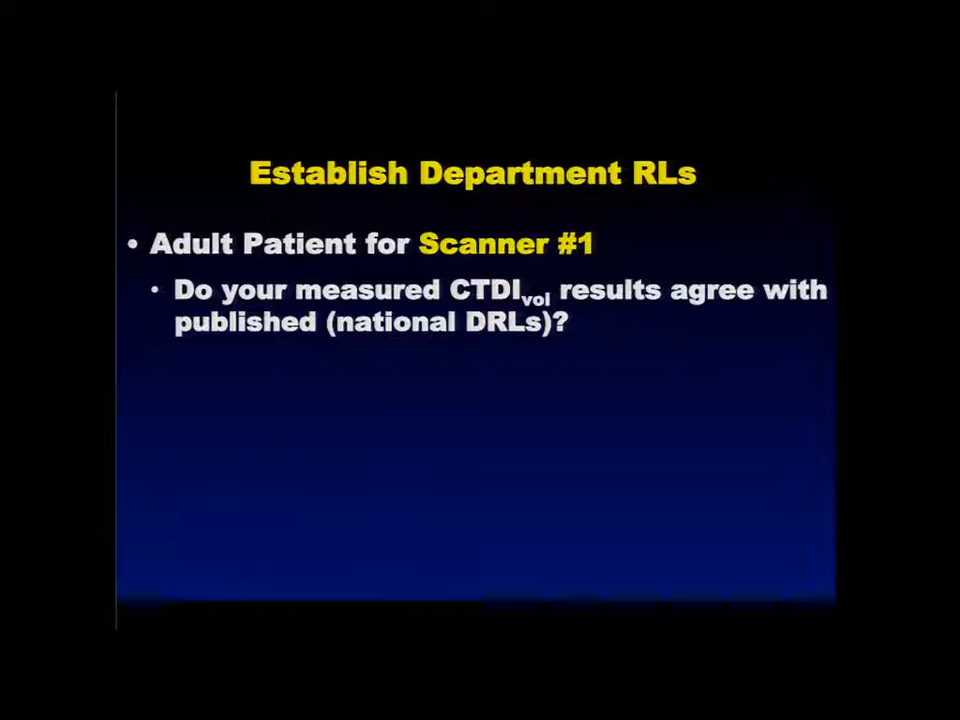 Establish Department RLs
• Adult Patient for Scanner #1
• Do your measured CTDIvol results agree with
published (national DRLs)?